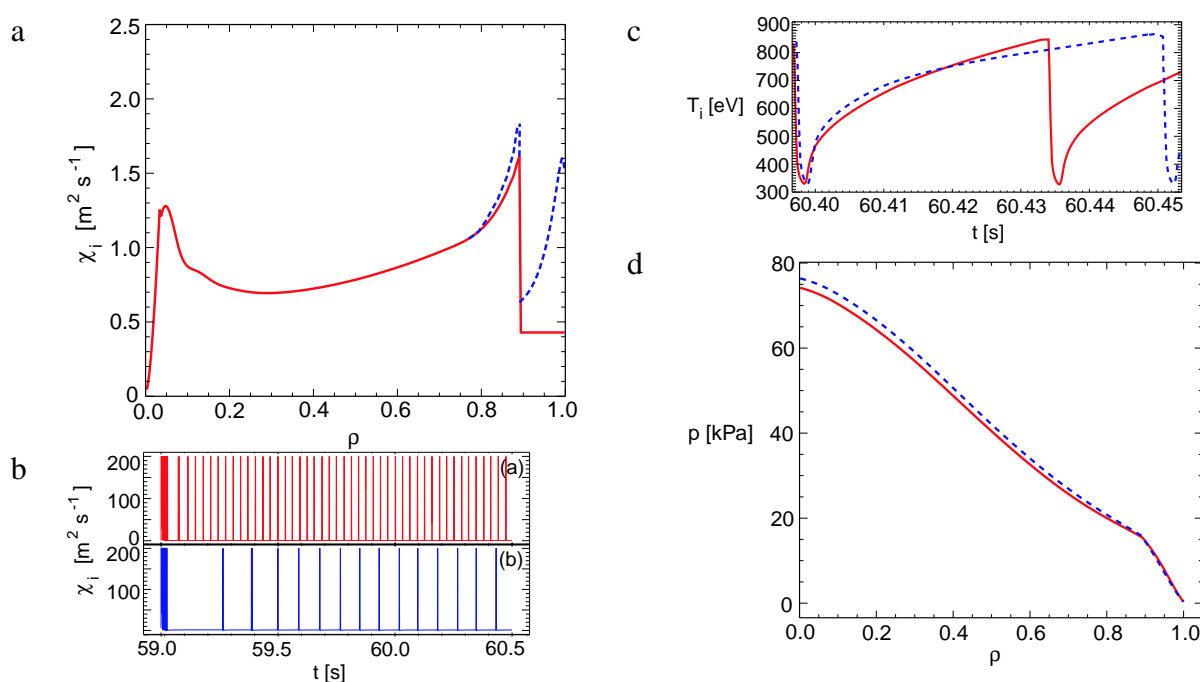 a
2.5
2.0
1.5
1.0
0.5
0
χi [m2 s-1]
0.0 0.2 0.4 0.6 0.8 1.0
ρ
b
200
100
0
(a)
200
100
(b)
χi [m2 s-1]
59.0 59.5 60.0 60.5
t [s]
c
900
800
700
600
500
400
300
Ti [eV]
60.40 60.41 60.42 60.43 60.44 60.45
t [s]
d
80
60
40
20
0
p [kPa]
0.0 0.2 0.4 0.6 0.8 1.0
ρ